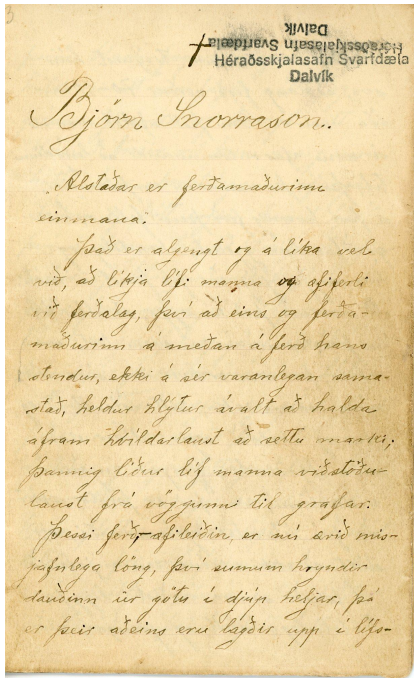 Héraðsskjalasafn Svarfdæla
Dalvík
Héraðsskjalasafn Svarfdæla
Dalvík
Björn Snorrason.
„Alstaðar er ferðamaðurinn
einmana".
Það er algengt og á líka vel
við, að líkja lífi manna og æfiferli
við ferðalag, því að eins og ferða-
maðurinn á meðan á ferð hans
stendur, ekki á sér varanlegan sama-
stað, heldur hlýtur ávalt að halda
áfram hvíldarlaust að settu marki;
þannig líður líf manna viðstöðu-
laust frá vöggunni til grafar.
Þessi ferð, æfileiðin, er nú ærið mis-
jafnlega löng, því sumum hryndir
dauðinn úr götu í djúp heljar, þá
er þeir aðeins eru lagðir upp í lífs-